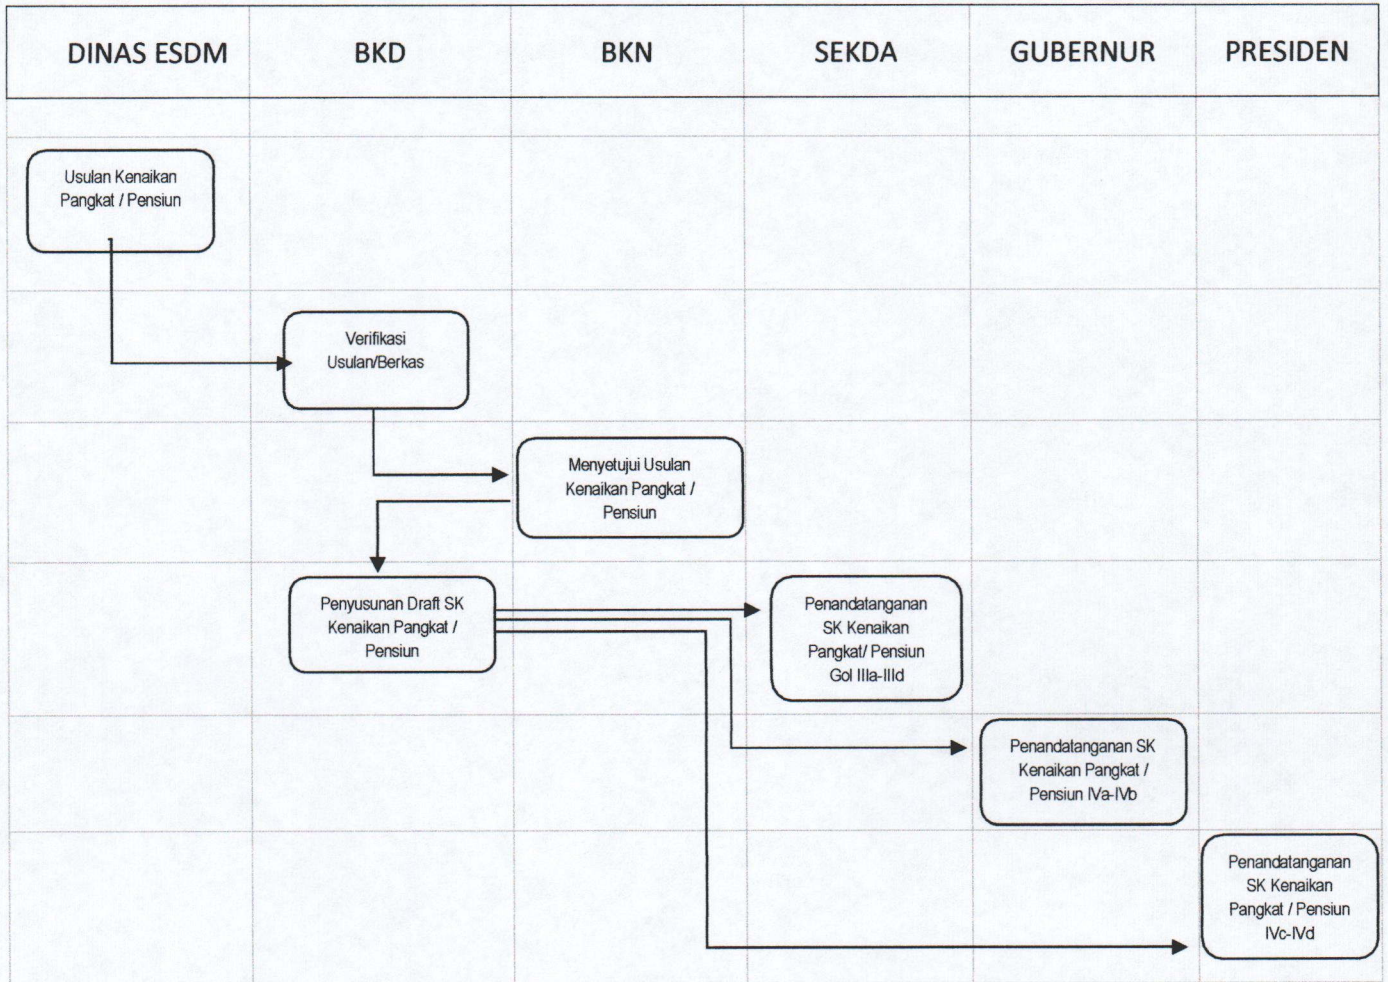 DINAS ESDM BKD BKN SEKDA GUBERNUR PRESIDEN
Usulan Kenaikan
Pangkat / Pensiun
Verifikasi
Usulan/Berkas
Menyetujui Usulan
Kenaikan Pangkat /
Pensiun
Penyusunan Draft SK
Kenaikan Pangkat /
Pensiun
Penandatanganan
SK Kenaikan
Pangkat/ Pensiun
Gol IIIa-IIId
Penandatanganan SK
Kenaikan Pangkat /
Pensiun IVa-IVb
Penandatanganan
SK Kenaikan
Pangkat / Pensiun
IVc-IVd